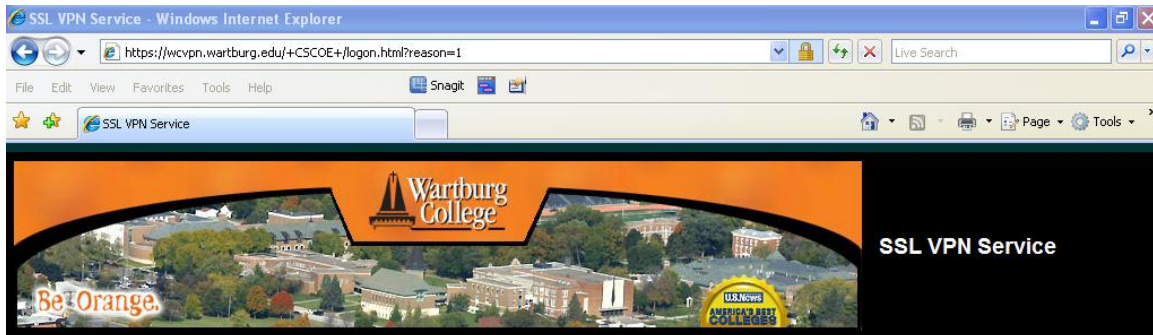 SSL VPN Service - Windows Internet Explorer
https://wcvpn.wartburg.edu/+CSCOE+/logon.html?reason=1
Live Search
File Edit View Favorites Tools Help
Snagit
SSL VPN Service
Page
Tools
Wartburg
College
SSL VPN Service
Be Orange.
U.S.News
AMERICA'S BEST
COLLEGES